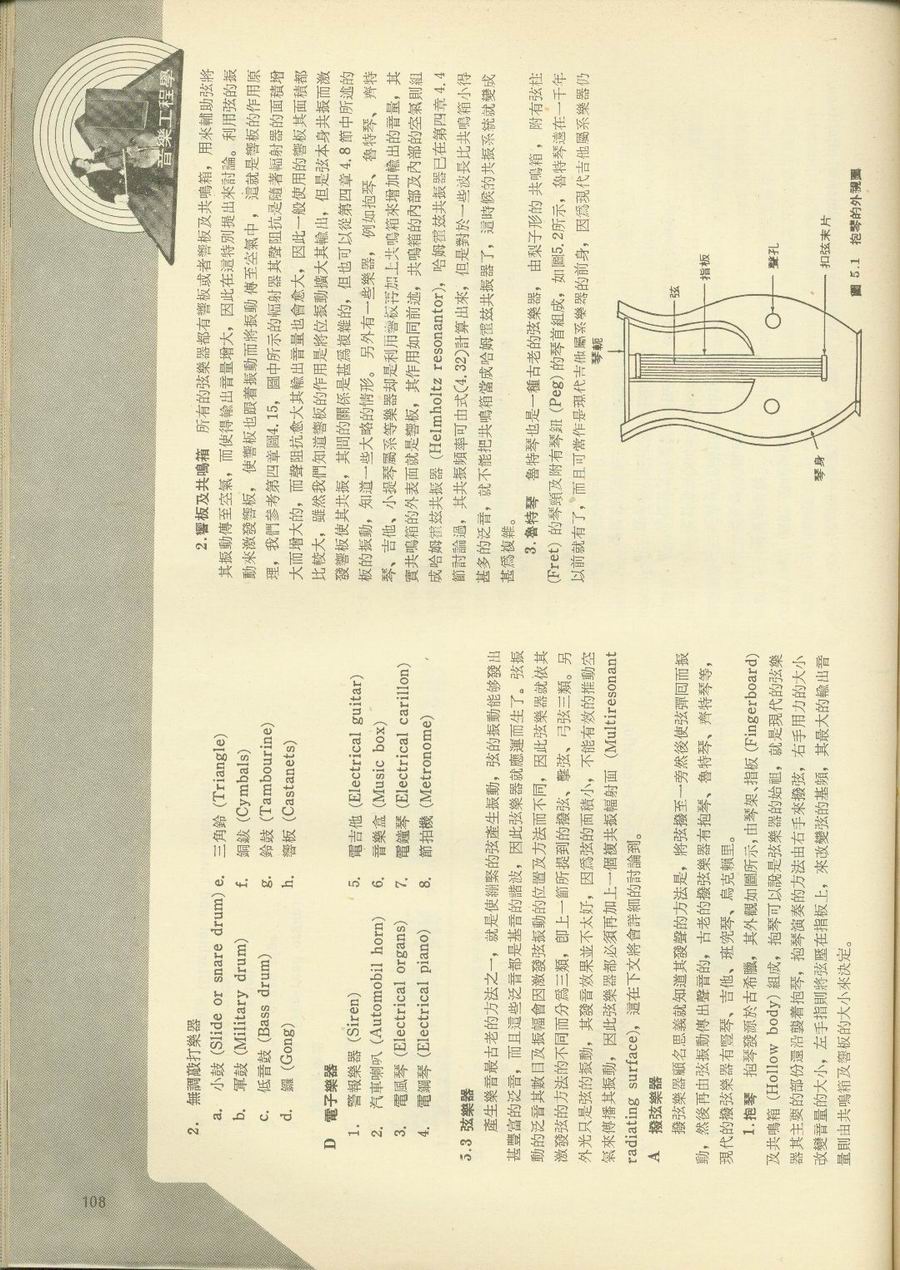 108
音樂工程學
2. 無調敲打樂器
a. 小鼓 (Slide or snare drum) e. 三角鈴 (Triangle)
b. 軍鼓 (Military drum) f. 銅鈸 (Cymbals)
c. 低音鼓 (Bass drum) g. 鈴鼓 (Tambourine)
d. 鑼 (Gong) h. 響板 (Castanets)
D 電子樂器
1. 警報樂器 (Siren) 5. 電吉他 (Electrical guitar)
2. 汽車喇叭 (Automobil horn) 6. 音樂盒 (Music box)
3. 電風琴 (Electrical organs) 7. 電鐘琴 (Electrical carillon)
4. 電鋼琴 (Electrical piano) 8. 節拍機 (Metronome)
5.3 弦樂器
產生樂音最古老的方法之一，就是使繃緊的弦產生振動，弦的振動能够發出
甚豐富的泛音，而且這些泛音都是基音的諧波，因此弦樂器就應運而生了。弦振
動的泛音其數目及振幅會因激發弦振動的位置及方法而不同，因此弦樂器就依其
激發弦的方法的不同而分爲三類，卽上一節所提到的撥弦、擊弦、弓弦三類。另
外光只是弦的振動，其發音效果並不太好，因爲弦的面積小，不能有效的推動空
氣來傳播其振動，因此弦樂器都必須再加上一個複共振輻射面 (Multiresonant
radiating surface)，這在下文將會詳細的討論到。
A 撥弦樂器
撥弦樂器顧名思義就知道其發聲的方法是，將弦撥至一旁然後使弦彈回而振
動，然後再由弦振動傳出聲音的，古老的撥弦樂器有抱琴、魯特琴、齊特琴等，
現代的撥弦樂器有豎琴、吉他、班究琴、烏克賴里。
1. 抱琴 抱琴發源於古希臘，其外觀如圖所示，由琴架、指板 (Fingerboard)
及共鳴箱 (Hollow body) 組成，抱琴可以說是弦樂器的始祖，就是現代的弦樂
器其主要的部份還沿襲着抱琴，抱琴演奏的方法由右手來撥弦，右手用力的大小
改變音量的大小，左手指則將弦壓在指板上，來改變弦的基頻，其最大的輸出音
量則由共鳴箱及響板的大小來決定。
2. 響板及共鳴箱 所有的弦樂器都有響板或者響板及共鳴箱，用來輔助弦將
其振動傳至空氣，而使得輸出音量增大，因此在這特別提出來討論。利用弦的振
動來激發響板，使響板也跟着振動而將振動傳至空氣中，這就是響板的作用原
理，我們參考第四章圖4.15，圖中所示的輻射器其聲阻抗是隨著輻射器的面積增
大而增大的，而聲阻抗愈大其輸出音量也會愈大，因此一般使用的響板其面積都
比較大，雖然我們知道響板的作用是將位振動擴大其輸出，但是弦本身共振而激
發響板使其共振，其間的關係是甚爲複雜的，但也可以從第四章 4.8 節中所述的
板的振動，知道一些大略的情形。另外有一些樂器，例如抱琴、魯特琴、齊特
琴、吉他、小提琴屬系等樂器却是利用響板再加上共鳴箱來增加輸出的音量，其
實共鳴箱的外表面就是響板，其作用如同前述，共鳴箱的內部及內部的空氣則組
成哈姆霍茲共振器 (Helmholtz resonantor)，哈姆霍茲共振器已在第四章 4.4
節討論過，其共振頻率可由式(4.32)計算出來，但是對於一些波長比共鳴箱小得
甚多的泛音，就不能把共鳴箱當成哈姆霍茲共振器了，這時候的共振系統就變成
甚爲複雜。
3. 魯特琴 魯特琴也是一種古老的弦樂器，由梨子形的共鳴箱，附有弦柱
(Fret) 的琴頸及附有琴鈕 (Peg) 的琴首組成，如圖5.2所示，魯特琴遠在一千年
以前就有了，而且可當作是現代吉他屬系樂器的前身，因爲現代吉他屬系樂器仍
琴軛
弦
指板
聲孔
扣弦末片
琴身
圖 5.1 抱琴的外觀圖